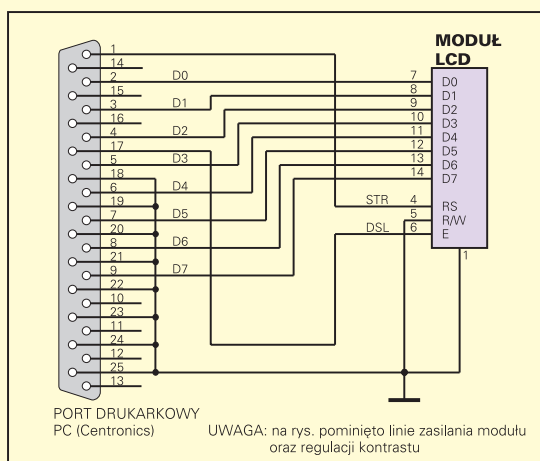 1
14
2
15
3
16
4
17
5
18
6
19
7
20
8
21
9
22
10
23
11
24
12
25
13
D0
D1
D2
D3
D4
D5
D6
D7
7
8
9
10
11
12
13
14
STR 4
5
DSL 6
MODUŁ
LCD
D0
D1
D2
D3
D4
D5
D6
D7
RS
R/W
E
1
PORT DRUKARKOWY
PC (Centronics)
UWAGA: na rys. pominięto linie zasilania modułu
oraz regulacji kontrastu